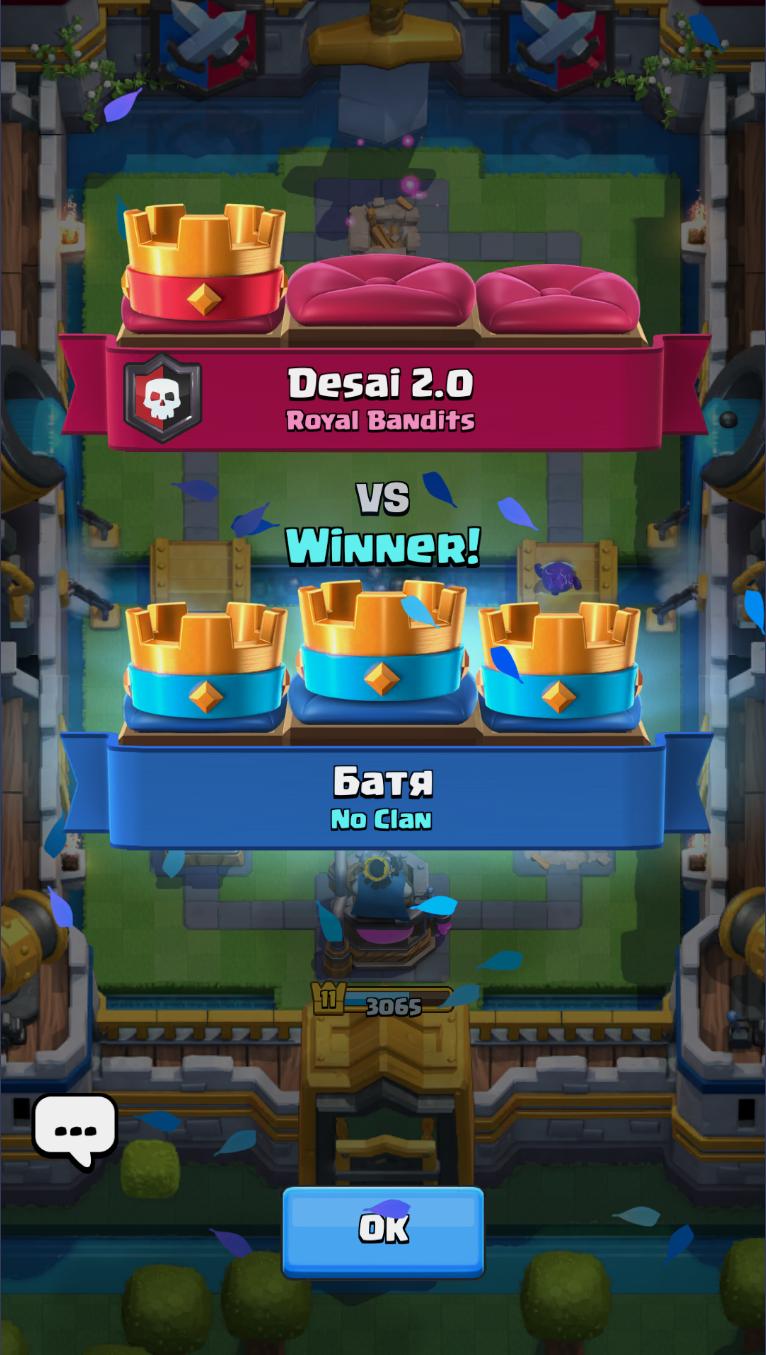 Desai 2.0
Royal Bandits
VS
Winner!
Батя
No Clan
11
3065
...
OK